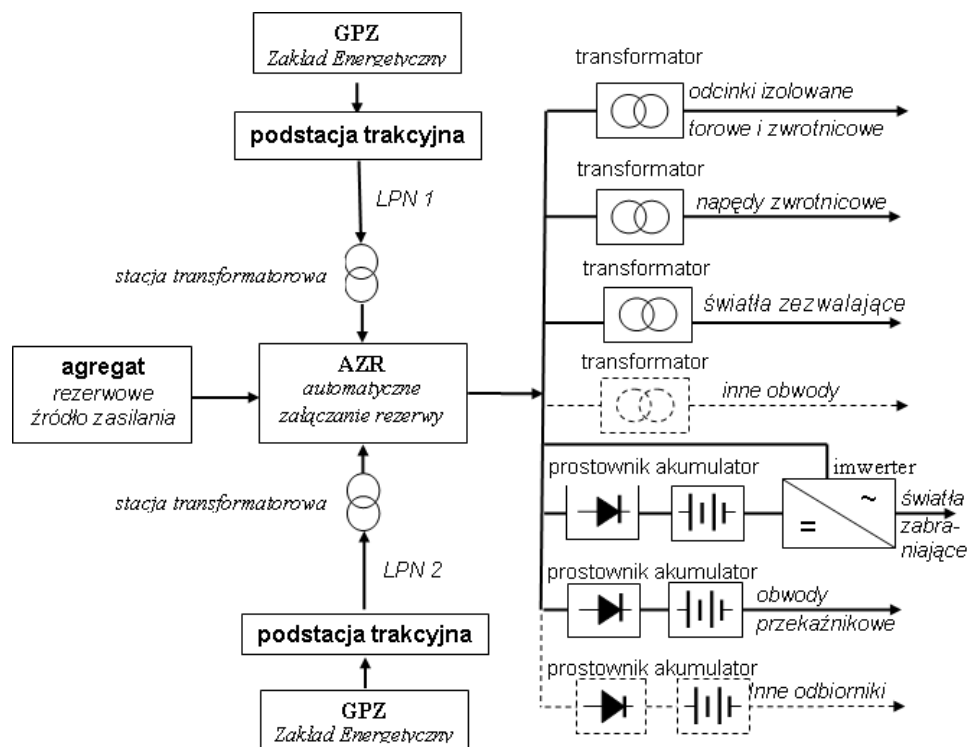 GPZ
Zakład Energetyczny
podstacja trakcyjna
LPN 1
stacja transformatorowa
agregat
rezerwowe
źródło zasilania
AZR
automatyczne
załączanie rezerwy
stacja transformatorowa
LPN 2
podstacja trakcyjna
GPZ
Zakład Energetyczny
transformator
odcinki izolowane
torowe i zwrotnicowe
transformator
napędy zwrotnicowe
transformator
światła zezwalające
transformator
inne obwody
prostownik akumulator
imwerter
~
=
światła
zabra-
niające
prostownik akumulator
obwody
przekaźnikowe
prostownik akumulator
Inne odbiorniki